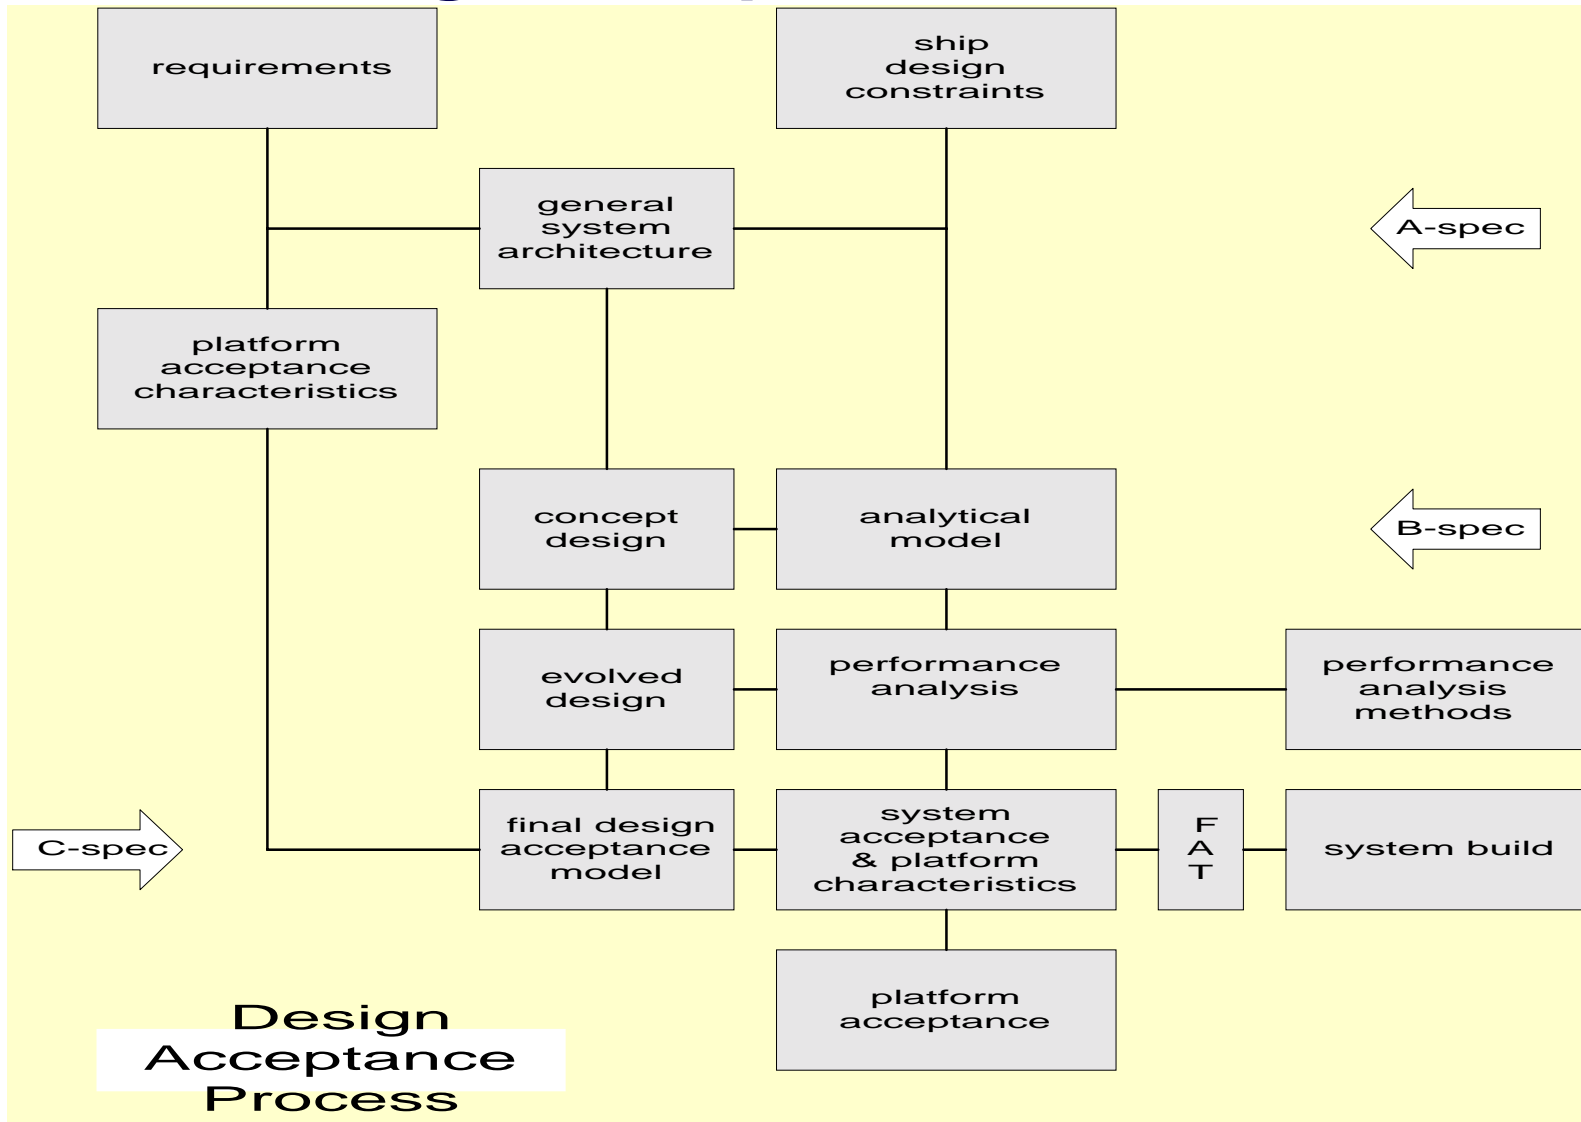 requirements
ship
design
constraints
general
system
architecture
A-spec
platform
acceptance
characteristics
concept
design
analytical
model
B-spec
evolved
design
performance
analysis
performance
analysis
methods
C-spec
final design
acceptance
model
system
acceptance
& platform
characteristics
F
A
T
system build
platform
acceptance
Design
Acceptance
Process